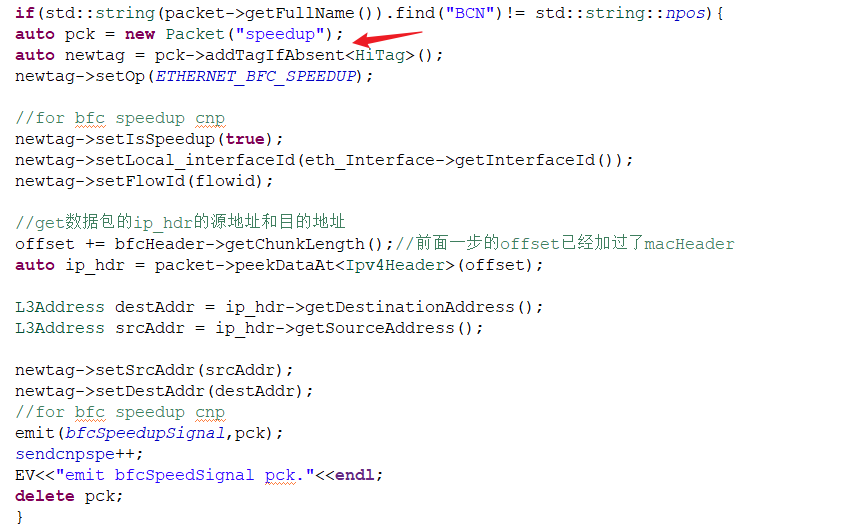 if(std::string(packet->getFullName()).find("BCN")!= std::string::npos){
auto pck = new Packet("speedup");
auto newtag = pck->addTagIfAbsent<HiTag>();
newtag->setOp(ETHERNET_BFC_SPEEDUP);
//for bfc speedup cnp
newtag->setIsSpeedup(true);
newtag->setLocal_interfaceId(eth_Interface->getInterfaceId());
newtag->setFlowId(flowid);
//get数据包的ip_hdr的源地址和目的地址
offset += bfcHeader->getChunkLength();//前面一步的offset已经加过了macHeader
auto ip_hdr = packet->peekDataAt<Ipv4Header>(offset);
L3Address destAddr = ip_hdr->getDestinationAddress();
L3Address srcAddr = ip_hdr->getSourceAddress();
newtag->setSrcAddr(srcAddr);
newtag->setDestAddr(destAddr);
//for bfc speedup cnp
emit(bfcSpeedupSignal,pck);
sendcnpspe++;
EV<<"emit bfcSpeedSignal pck."<<endl;
delete pck;
}